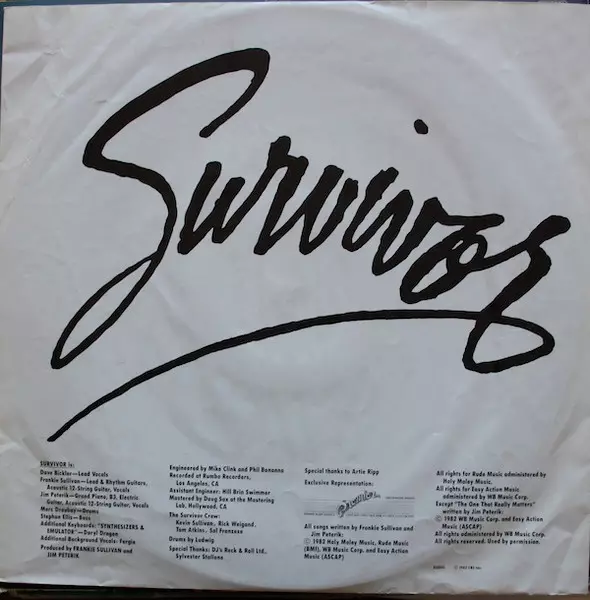 Survivor
SURVIVOR is:
Dave Bickler—Lead Vocals
Frankie Sullivan—Lead & Rhythm Guitars,
Acoustic 12-String Guitar, Vocals
Jim Peterik—Grand Piano, B3, Electric
Guitar, Acoustic 12-String Guitar, Vocals
Marc Droubay—Drums
Stephan Ellis—Bass
Additional Keyboards: "SYNTHESIZERS &
EMULATOR"—Daryl Dragon
Additional Background Vocals: Fergie
Produced by FRANKIE SULLIVAN and
JIM PETERIK
Engineered by Mike Clink and Phil Bonanno
Recorded at Rumbo Recorders,
Los Angeles, CA
Assistant Engineer: Hill Brin Swimmer
Mastered by Doug Sax at the Mastering
Lab, Hollywood, CA
The Survivor Crew:
Kevin Sullivan, Rick Weigand,
Tom Atkins, Sal Fransese
Drums by Ludwig
Special Thanks: DJ's Rock & Roll Ltd.,
Sylvester Stallone
Special thanks to Artie Ripp
Exclusive Representation:
All songs written by Frankie Sullivan and
Jim Peterik:
Ⓒ 1982 Holy Moley Music, Rude Music
(BMI), WB Music Corp. and Easy Action
Music (ASCAP)
All rights for Rude Music administered by
Holy Moley Music.
All rights for Easy Action Music,
administered by WB Music Corp.
Except "The One That Really Matters"
written by Jim Peterik:
Ⓒ 1982 WB Music Corp. and Easy Action
Music (ASCAP)
All rights administered by WB Music Corp.
All rights reserved. Used by permission.